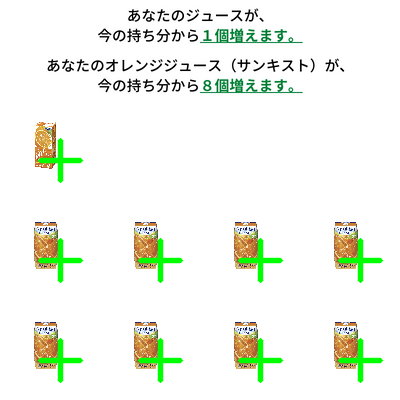 あなたのジュースが、
今の持ち分から１個増えます。
あなたのオレンジジュース（サンキスト）が、
今の持ち分から８個増えます。